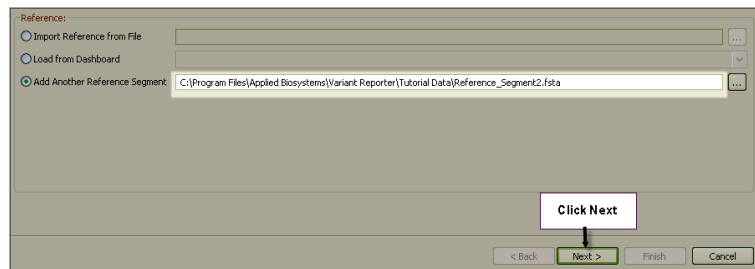 Reference:
Import Reference from File ...
Load from Dashboard
Add Another Reference Segment C:\Program Files\Applied Biosystems\Variant Reporter\Tutorial Data\Reference_Segment2.fsta ...
Click Next
< Back Next > Finish Cancel